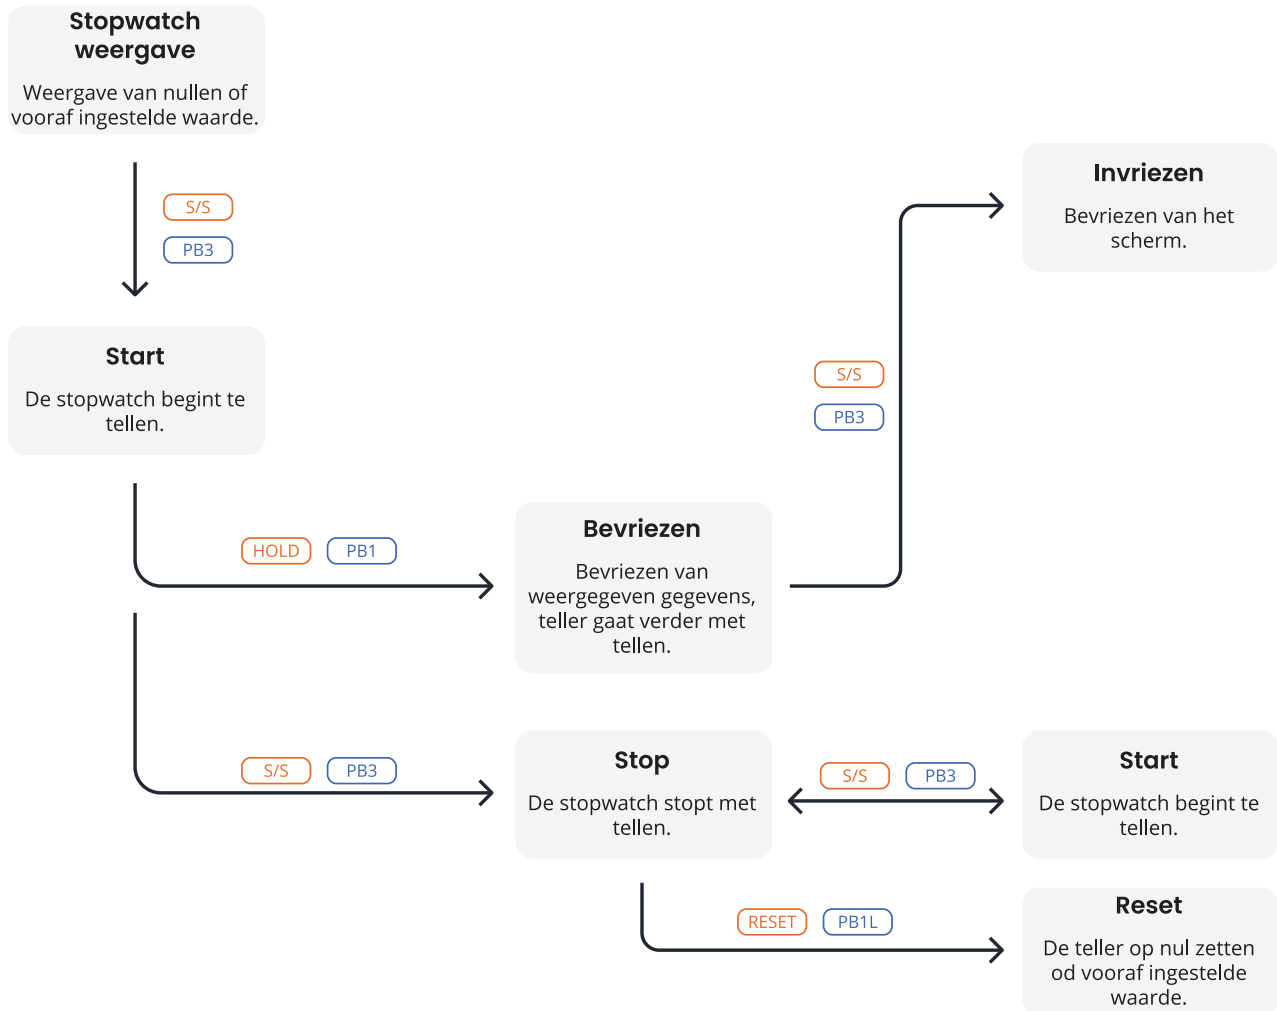 Stopwatch
weergave
Weergave van nullen of
vooraf ingestelde waarde.
S/S
PB3
Invriezen
Bevriezen van het
scherm.
Start
De stopwatch begint te
tellen.
S/S
PB3
HOLD PB1
Bevriezen
Bevriezen van
weergegeven gegevens,
teller gaat verder met
tellen.
S/S PB3
Stop
De stopwatch stopt met
tellen.
S/S PB3
Start
De stopwatch begint te
tellen.
RESET PB1L
Reset
De teller op nul zetten
od vooraf ingestelde
waarde.